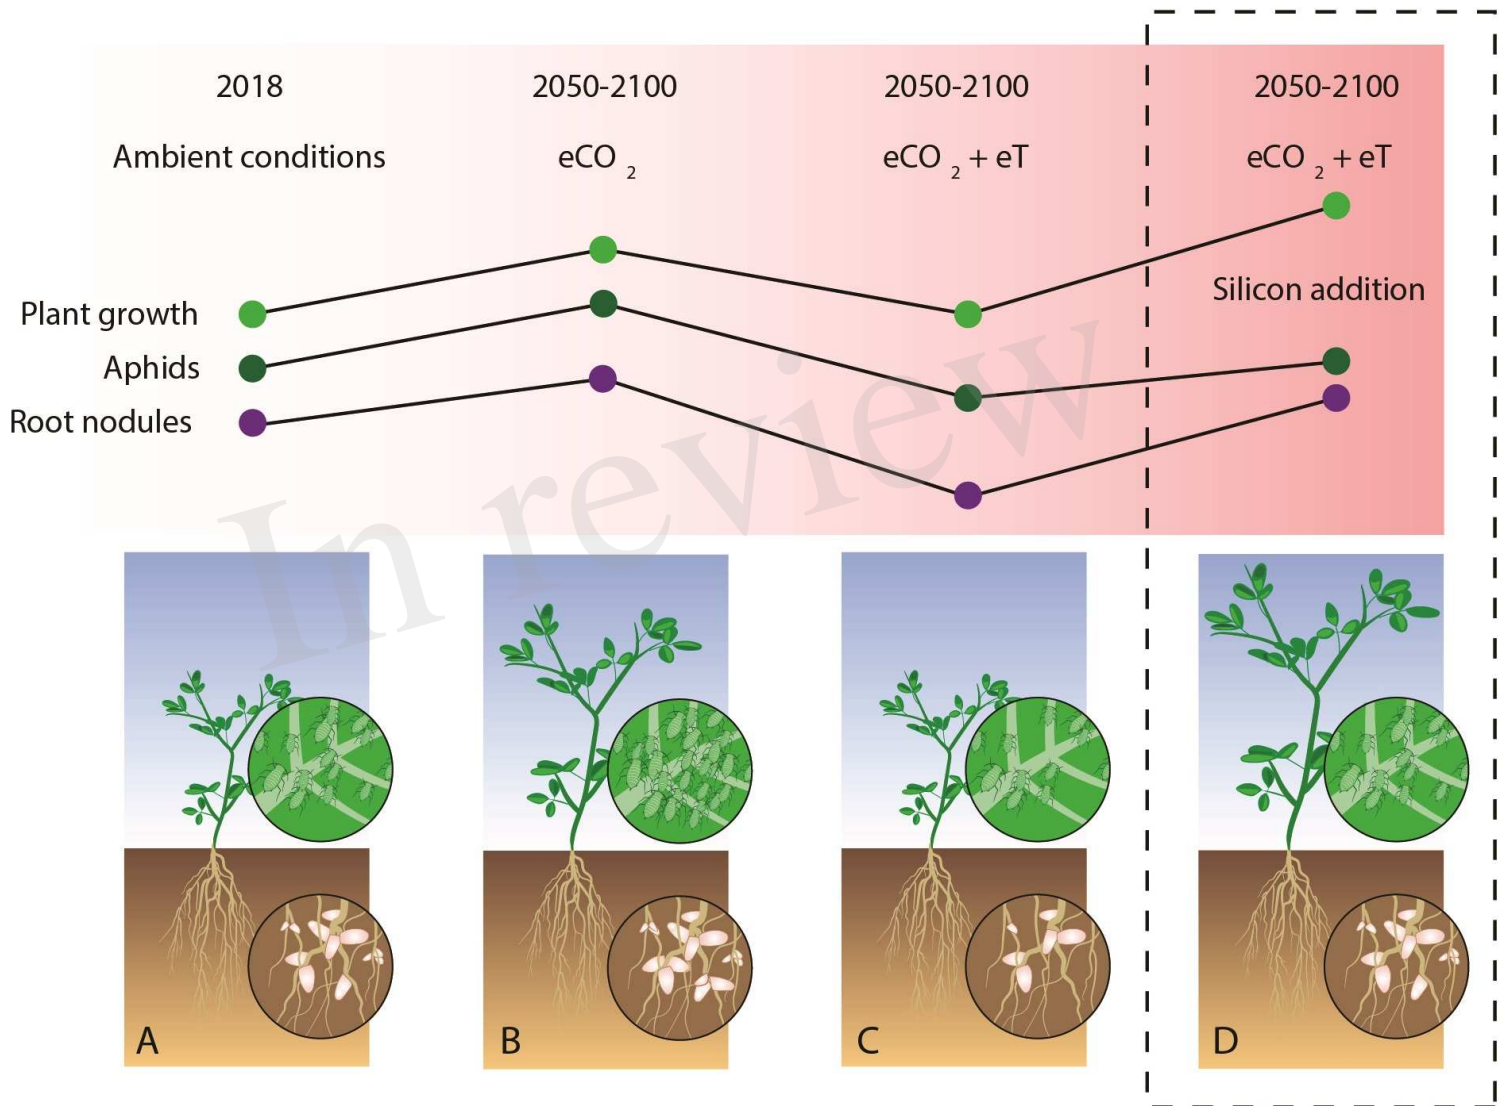 2018
2050-2100
2050-2100
2050-2100
Ambient conditions
eCO 2
eCO 2 + eT
eCO 2 + eT
Silicon addition
Plant growth
Aphids
Root nodules
In review
A
B
C
D